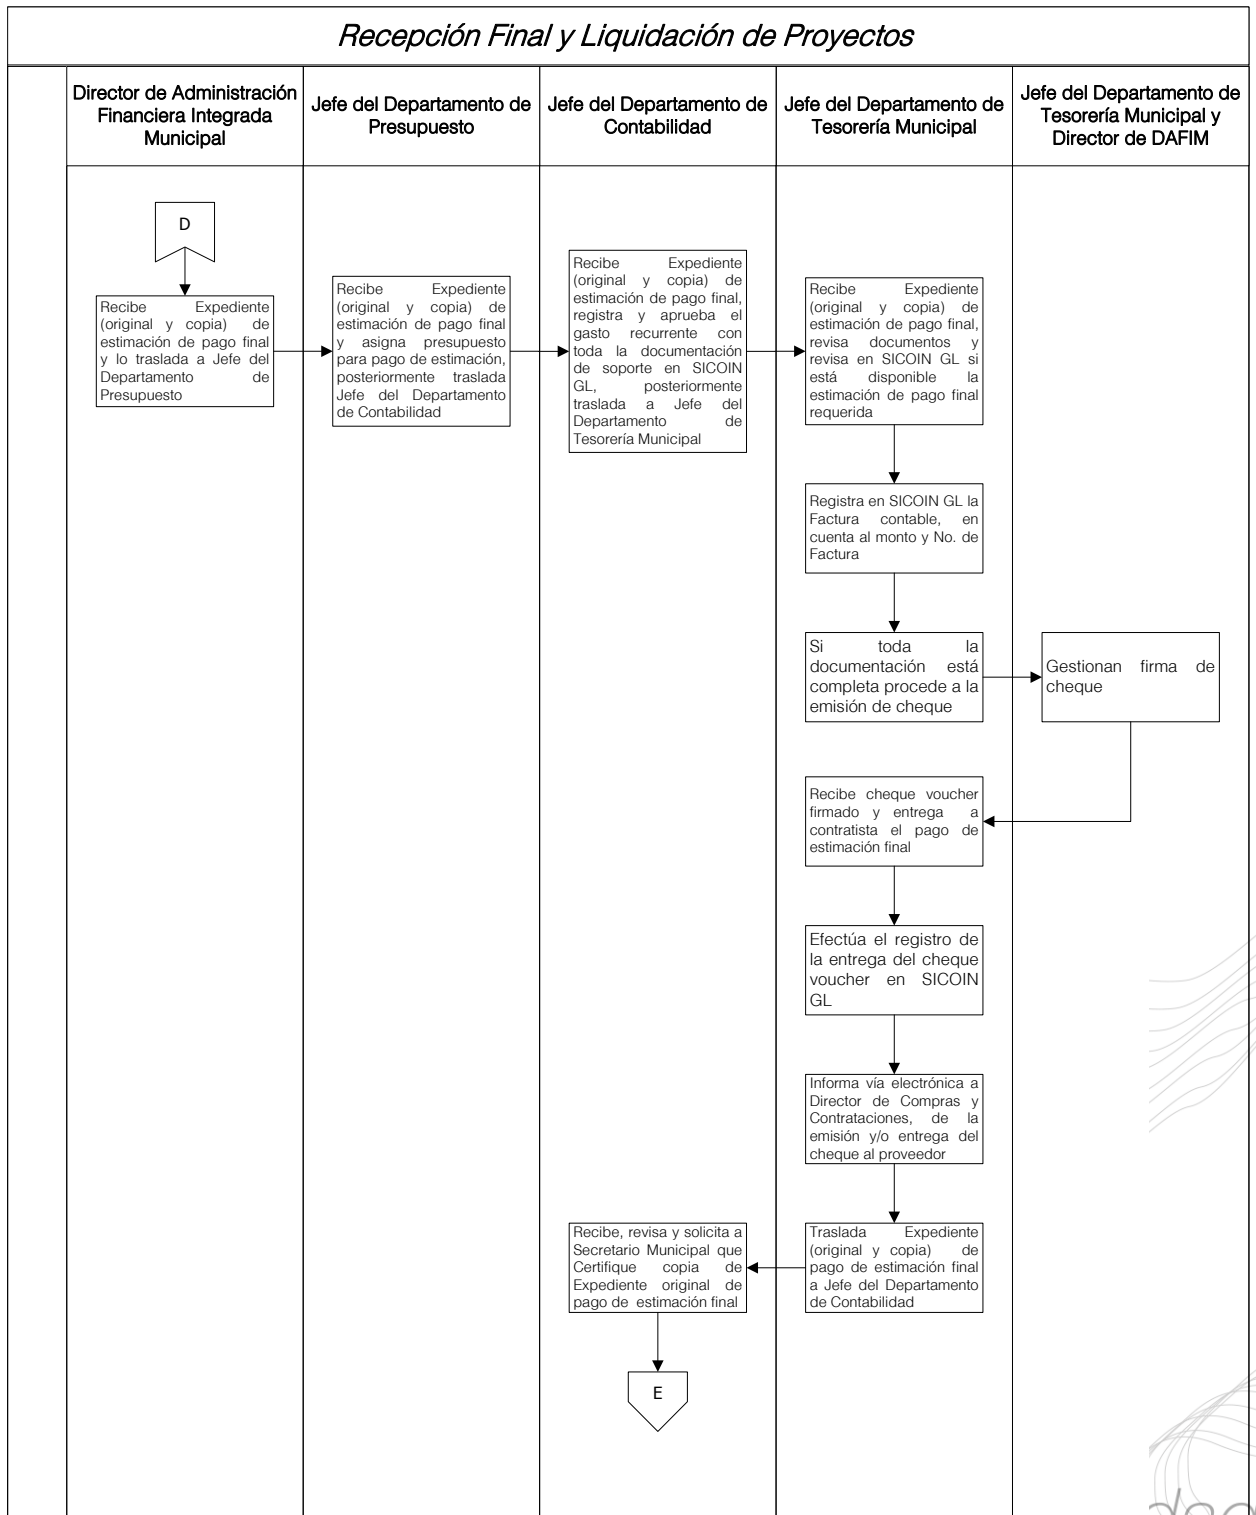 Recepción Final y Liquidación de Proyectos
Director de Administración
Financiera Integrada
Municipal
Jefe del Departamento de
Presupuesto
Jefe del Departamento de
Contabilidad
Jefe del Departamento de
Tesorería Municipal
Jefe del Departamento de
Tesorería Municipal y
Director de DAFIM
D
Recibe Expediente
(original y copia) de
estimación de pago final
y lo traslada a Jefe del
Departamento de
Presupuesto
Recibe Expediente
(original y copia) de
estimación de pago final
y asigna presupuesto
para pago de estimación,
posteriormente traslada
Jefe del Departamento
de Contabilidad
Recibe Expediente
(original y copia) de
estimación de pago final,
registra y aprueba el
gasto recurrente con
toda la documentación
de soporte en SICOIN
GL, posteriormente
traslada a Jefe del
Departamento de
Tesorería Municipal
Recibe Expediente
(original y copia) de
estimación de pago final,
revisa documentos y
revisa en SICOIN GL si
está disponible la
estimación de pago final
requerida
Registra en SICOIN GL la
Factura contable, en
cuenta al monto y No. de
Factura
Si toda la
documentación está
completa procede a la
emisión de cheque
Gestionan firma de
cheque
Recibe cheque voucher
firmado y entrega a
contratista el pago de
estimación final
Efectúa el registro de
la entrega del cheque
voucher en SICOIN
GL
Informa vía electrónica a
Director de Compras y
Contrataciones, de la
emisión y/o entrega del
cheque al proveedor
Traslada Expediente
(original y copia) de
pago de estimación final
a Jefe del Departamento
de Contabilidad
Recibe, revisa y solicita a
Secretario Municipal que
Certifique copia de
Expediente original de
pago de estimación final
E